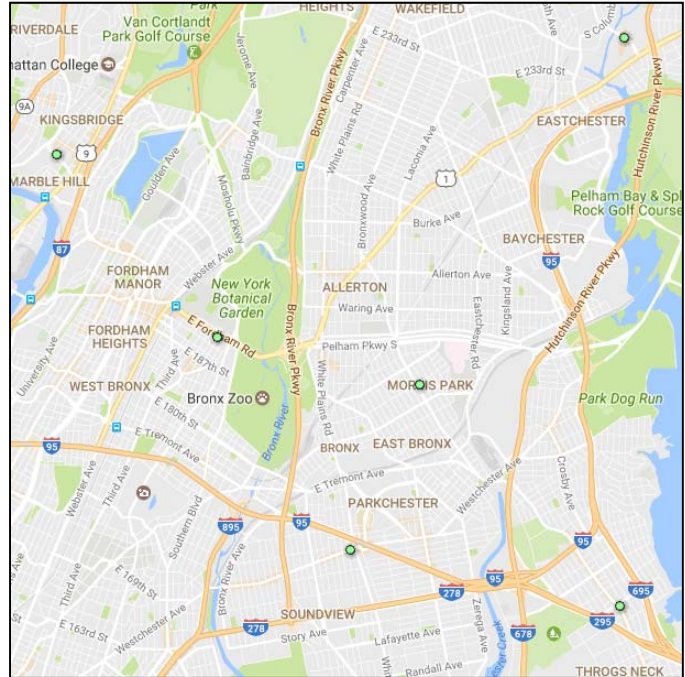 HEIGHTS
WAKEFIELD
RIVERDALE
Park
Van Cortlandt
Park Golf Course
E 233rd St
E 233rd St
Jerome Ave
Bronx River Pkwy
Carpenter Ave
White Plains Rd
Hutchinson River Pkwy
hattan College
9A
KINGSBRIDGE
9
Bainbridge Ave
Laconia Ave
EASTCHESTER
MARBLE HILL
Goulden Ave
Mosholu Pkwy
1
Bronxwood Ave
Burke Ave
Pelham Bay & Spl
Rock Golf Course
BAYCHESTER
87
Webster Ave
95
FORDHAM
MANOR
New York
Botanical
Garden
ALLERTON
Allerton Ave
Waring Ave
Eastchester Rd
Kingsland Ave
Hutchinson River Pkwy
FORDHAM
HEIGHTS
E Fordham Rd
Bronx River Pkwy
Pelham Pkwy S
University Ave
E 187th St
Third Ave
WEST BRONX
Bronx Zoo
White Plains Rd
MORRIS PARK
Park Dog Run
E 180th St
Bronx River
E Tremont Ave
BRONX
EAST BRONX
95
Webster Ave
Third Ave
E Tremont Ave
Westchester Ave
Crosby Ave
Southern Blvd
PARKCHESTER
895
95
95
E 169th St
Bronx River Ave
95
278
695
E 163rd St
SOUNDVIEW
295
Third Ave
278
678
Westchester Ave
Story Ave
Lafayette Ave
Zerega Ave
Randall Ave
THROGS NECK